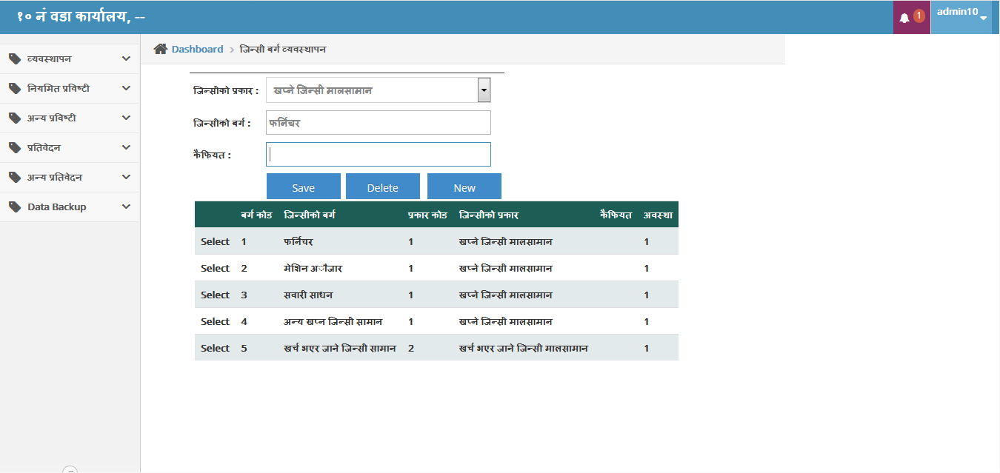 १० नं वडा कार्यालय, --
1
admin10
व्यवस्थापन
नियमित प्रविष्टी
अन्य प्रविष्टी
प्रतिवेदन
अन्य प्रतिवेदन
Data Backup
Dashboard > जिन्सी बर्ग व्यवस्थापन
जिन्सीको प्रकार : खप्ने जिन्सी मालसामान
जिन्सीको बर्ग : फर्निचर
कैफियत :
Save Delete New
बर्ग कोड जिन्सीको बर्ग प्रकार कोड जिन्सीको प्रकार कैफियत अवस्था
Select 1 फर्निचर 1 खप्ने जिन्सी मालसामान 1
Select 2 मेशिन अाैजार 1 खप्ने जिन्सी मालसामान 1
Select 3 सवारी साधन 1 खप्ने जिन्सी मालसामान 1
Select 4 अन्य खप्न जिन्सी सामान 1 खप्ने जिन्सी मालसामान 1
Select 5 खर्च भएर जाने जिन्सी सामान 2 खर्च भएर जाने जिन्सी मालसामान 1